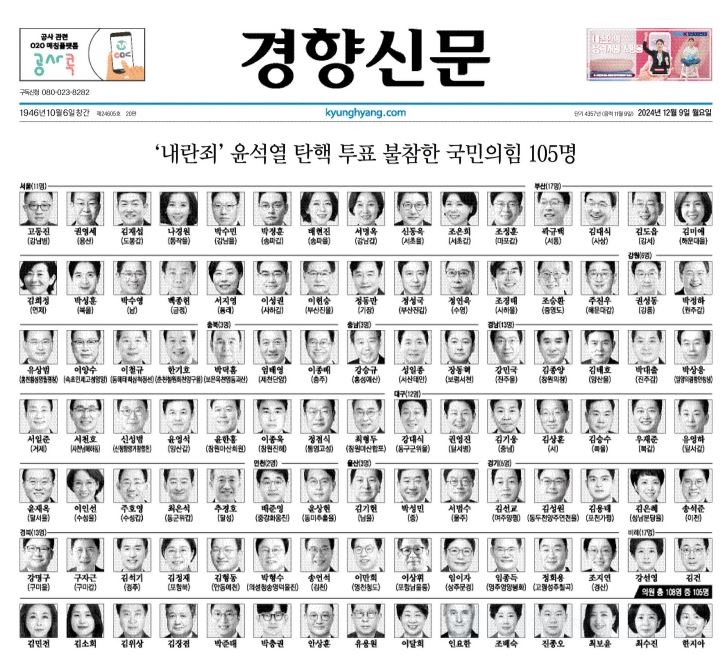 공사 관련
O2O 매칭플랫폼
공사콕
구독신청 080-023-8282
경향신문
1946년 10월 6일 창간 제24605호 20판
kyunghyang.com
단기 4357년 (음력 11월 9일) 2024년 12월 9일 월요일
‘내란죄’ 윤석열 탄핵 투표 불참한 국민의힘 105명
서울(11명) 부산(17명)
고동진 권영세 김재섭 나경원 박수민 박정훈 배현진 서명옥 신동욱 조은희 조정훈 곽규택 김대식 김도읍 김미애
(강남병) (용산) (도봉갑) (동작을) (강남을) (송파갑) (송파을) (강남갑) (서초을) (서초갑) (마포갑) (서동) (사상) (강서) (해운대을)
강원(6명)
김희정 박성훈 박수영 백종헌 서지영 이성권 이헌승 정동만 정성국 정연욱 조경태 조승환 주진우 권성동 박정하
(연제) (북을) (남) (금정) (동래) (사하갑) (부산진을) (기장) (부산진갑) (수영) (사하을) (중영도) (해운대갑) (강릉) (원주갑)
충북(3명) 충남(3명) 경남(13명)
유상범 이양수 이철규 한기호 박덕흠 엄태영 이종배 강승규 성일종 장동혁 강민국 김종양 김태호 박대출 박상웅
(홍천횡성영월평창) (속초인제고성양양) (동해태백삼척정선) (춘천철원화천양구을) (보은옥천영동괴산) (제천단양) (충주) (홍성예산) (서산태안) (보령서천) (진주을) (창원의창) (양산을) (진주갑) (밀양의령함안창녕)
대구(12명)
서일준 서천호 신성범 윤영석 윤한홍 이종욱 정점식 최형두 강대식 권영진 김기웅 김상훈 김승수 우재준 유영하
(거제) (사천남해하동) (산청함양거창합천) (양산갑) (창원마산회원) (창원진해) (통영고성) (창원마산합포) (동구군위을) (달서병) (중남) (서) (북을) (북갑) (달서갑)
인천(2명) 울산(3명) 경기(6명)
윤재옥 이인선 주호영 최은석 추경호 배준영 윤상현 김기현 박성민 서범수 김선교 김성원 김용태 김은혜 송석준
(달서을) (수성을) (수성갑) (동군위갑) (달성) (중강화옹진) (동미추홀을) (남을) (중) (울주) (여주양평) (동두천양주연천을) (포천가평) (성남분당을) (이천)
경북(13명) 비례(17명)
강명구 구자근 김석기 김정재 김형동 박형수 송언석 이만희 이상휘 임이자 임종득 정희용 조지연 강선영 김건
(구미을) (구미갑) (경주) (포항북) (안동예천) (의성청송영덕울진) (김천) (영천청도) (포항남울릉) (상주문경) (영주영양봉화) (고령성주칠곡) (경산)
의원 총 108명 중 105명
김민전 김소희 김위상 김장겸 박준태 박충권 안상훈 유용원 이달희 인요한 조배숙 진종오 최보윤 최수진 한지아